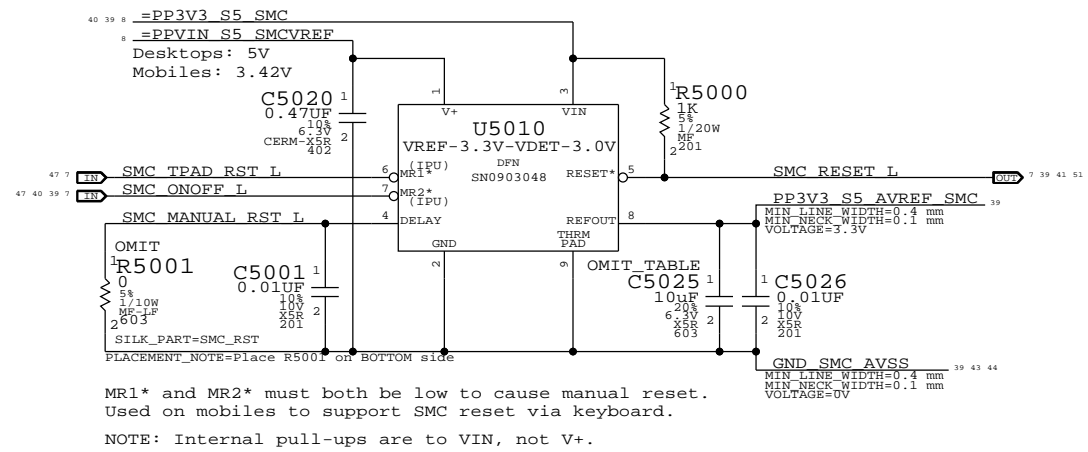 40 39 8 =PP3V3_S5_SMC
8 =PPVIN_S5_SMCVREF
Desktops: 5V
Mobiles: 3.42V
C5020 1
0.47UF
10%
6.3V
CERM-X5R 2
402
1
V+
3
VIN
U5010
VREF-3.3V-VDET-3.0V
DFN
SN0903048
(IPU)
6 MR1*
7 MR2*
(IPU)
4 DELAY
RESET* 5
REFOUT 8
GND
2
THRM
PAD
9
1 R5000
1K
5%
1/20W
MF
2 201
47 7 IN SMC_TPAD_RST_L
47 40 39 7 IN SMC_ONOFF_L
SMC_MANUAL_RST_L
SMC_RESET_L OUT 7 39 41 51
PP3V3_S5_AVREF_SMC 39
MIN_LINE_WIDTH=0.4 mm
MIN_NECK_WIDTH=0.1 mm
VOLTAGE=3.3V
OMIT
1 R5001
0
5%
1/10W
MF-LF
2 603
SILK_PART=SMC_RST
PLACEMENT_NOTE=Place R5001 on BOTTOM side
C5001 1
0.01UF
10%
10V 2
X5R
201
OMIT_TABLE
C5025 1
10uF
20%
6.3V 2
X5R
603
1 C5026
0.01UF
10%
2 10V
X5R
201
GND_SMC_AVSS 39 43 44
MIN_LINE_WIDTH=0.4 mm
MIN_NECK_WIDTH=0.1 mm
VOLTAGE=0V
MR1* and MR2* must both be low to cause manual reset.
Used on mobiles to support SMC reset via keyboard.
NOTE: Internal pull-ups are to VIN, not V+.